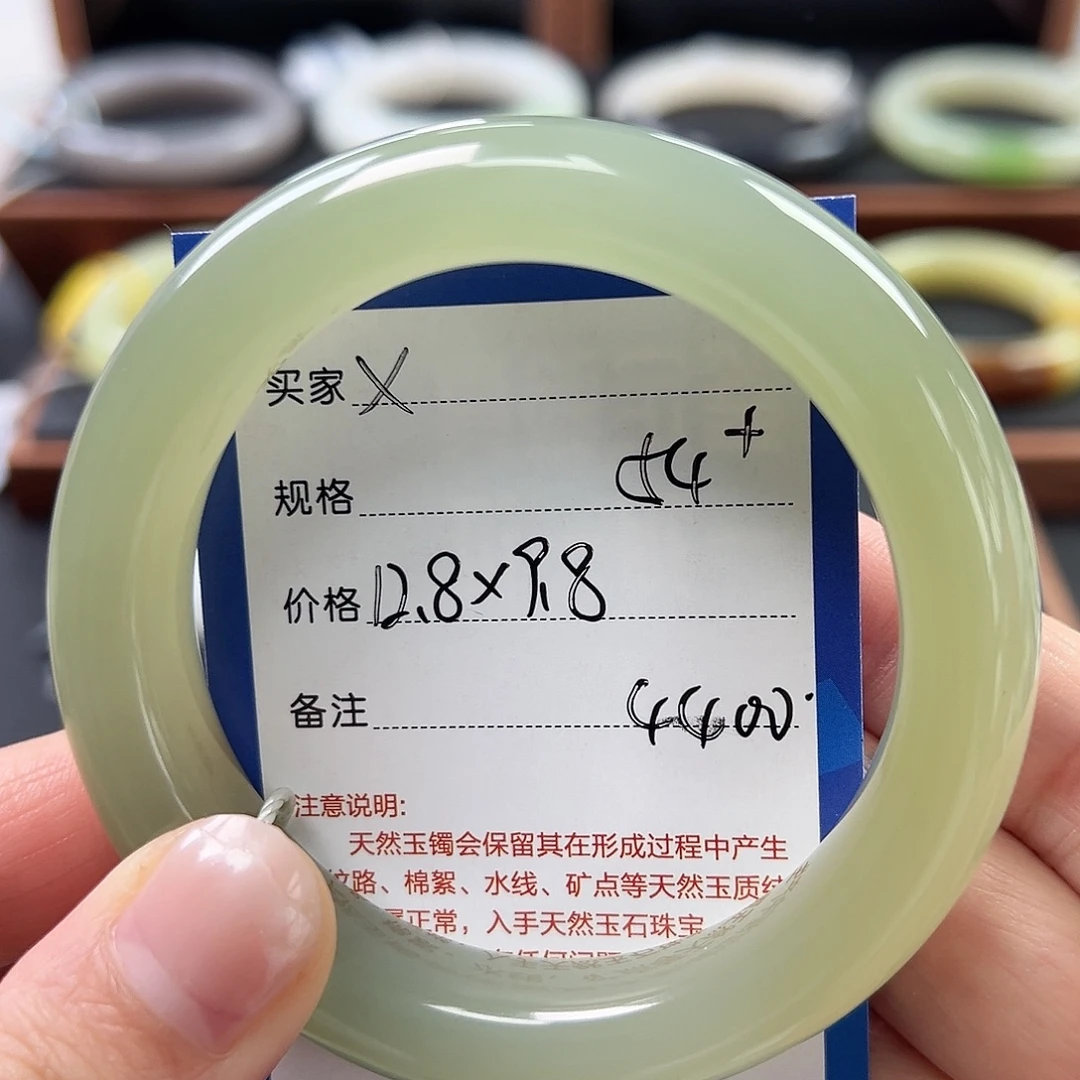 买家 X
规格 54+
价格 12.8×9.8
备注 4400
注意说明:
天然玉镯会保留其在形成过程中产生
纹路、棉絮、水线、矿点等天然玉质
正常，入手天然玉石珠宝